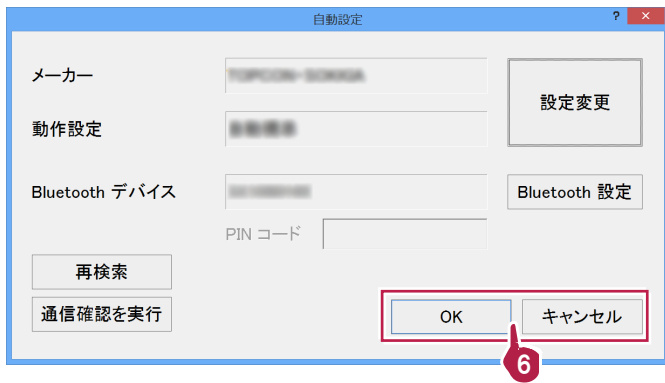 自動設定
? ×
メーカー
設定変更
動作設定
Bluetooth デバイス
Bluetooth 設定
PIN コード
再検索
通信確認を実行
OK
キャンセル
6